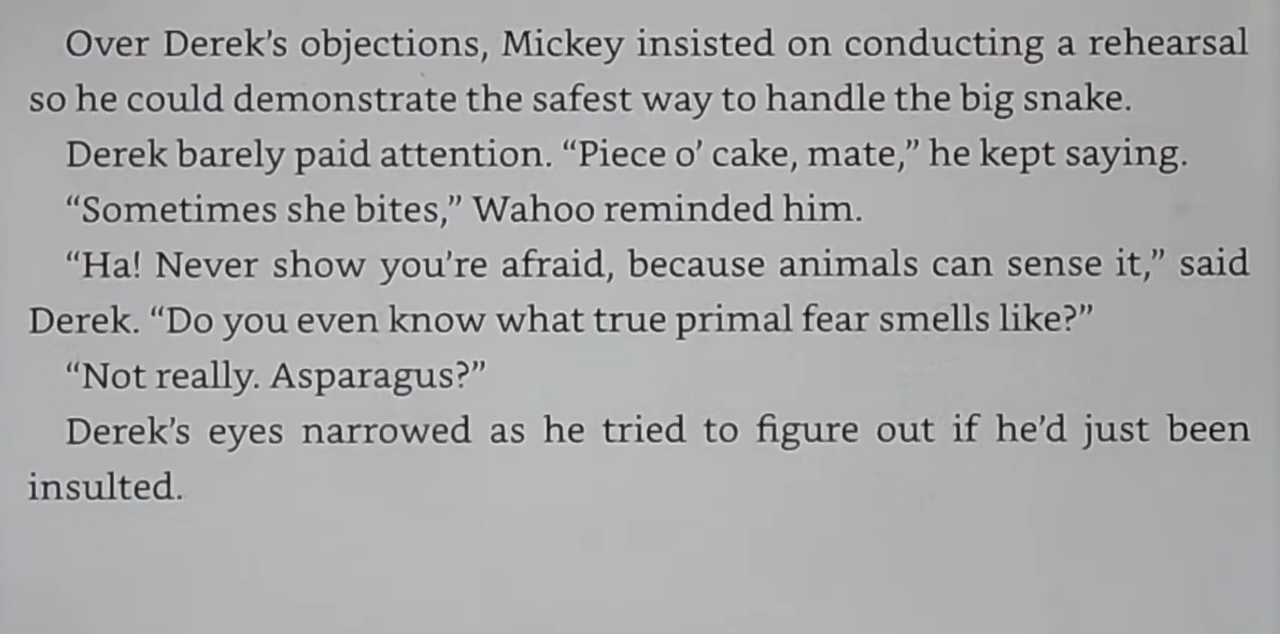 Over Derek’s objections, Mickey insisted on conducting a rehearsal
so he could demonstrate the safest way to handle the big snake.
Derek barely paid attention. “Piece o’ cake, mate,” he kept saying.
“Sometimes she bites,” Wahoo reminded him.
“Ha! Never show you’re afraid, because animals can sense it,” said
Derek. “Do you even know what true primal fear smells like?”
“Not really. Asparagus?”
Derek’s eyes narrowed as he tried to figure out if he’d just been
insulted.